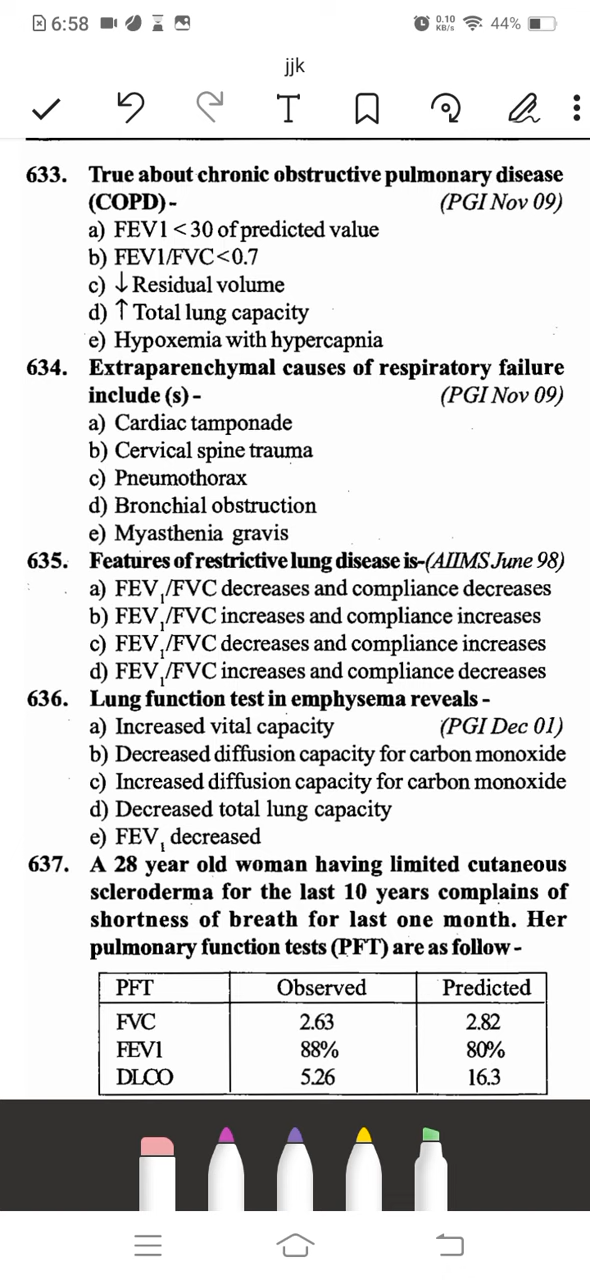 6:58
0.10
KB/s
44%
jjk
T
633. True about chronic obstructive pulmonary disease
(COPD) - (PGI Nov 09)
a) FEV1 < 30 of predicted value
b) FEV1/FVC < 0.7
c) ↓ Residual volume
d) ↑ Total lung capacity
e) Hypoxemia with hypercapnia
634. Extraparenchymal causes of respiratory failure
include (s) - (PGI Nov 09)
a) Cardiac tamponade
b) Cervical spine trauma
c) Pneumothorax
d) Bronchial obstruction
e) Myasthenia gravis
635. Features of restrictive lung disease is-(AIIMS June 98)
a) FEV₁/FVC decreases and compliance decreases
b) FEV₁/FVC increases and compliance increases
c) FEV₁/FVC decreases and compliance increases
d) FEV₁/FVC increases and compliance decreases
636. Lung function test in emphysema reveals -
a) Increased vital capacity (PGI Dec 01)
b) Decreased diffusion capacity for carbon monoxide
c) Increased diffusion capacity for carbon monoxide
d) Decreased total lung capacity
e) FEV₁ decreased
637. A 28 year old woman having limited cutaneous
scleroderma for the last 10 years complains of
shortness of breath for last one month. Her
pulmonary function tests (PFT) are as follow -
PFT Observed Predicted
FVC 2.63 2.82
FEV1 88% 80%
DLCO 5.26 16.3